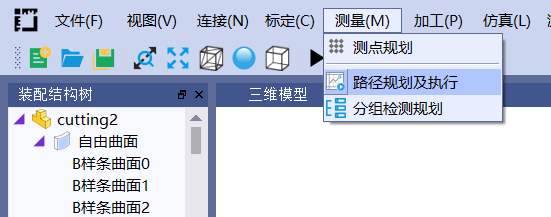 文件(F) 视图(V) 连接(N) 标定(C) 测量(M) 加工(P) 仿真(L)
测点规划
路径规划及执行
分组检测规划
装配结构树 三维模型
cutting2
自由曲面
B样条曲面0
B样条曲面1
B样条曲面2